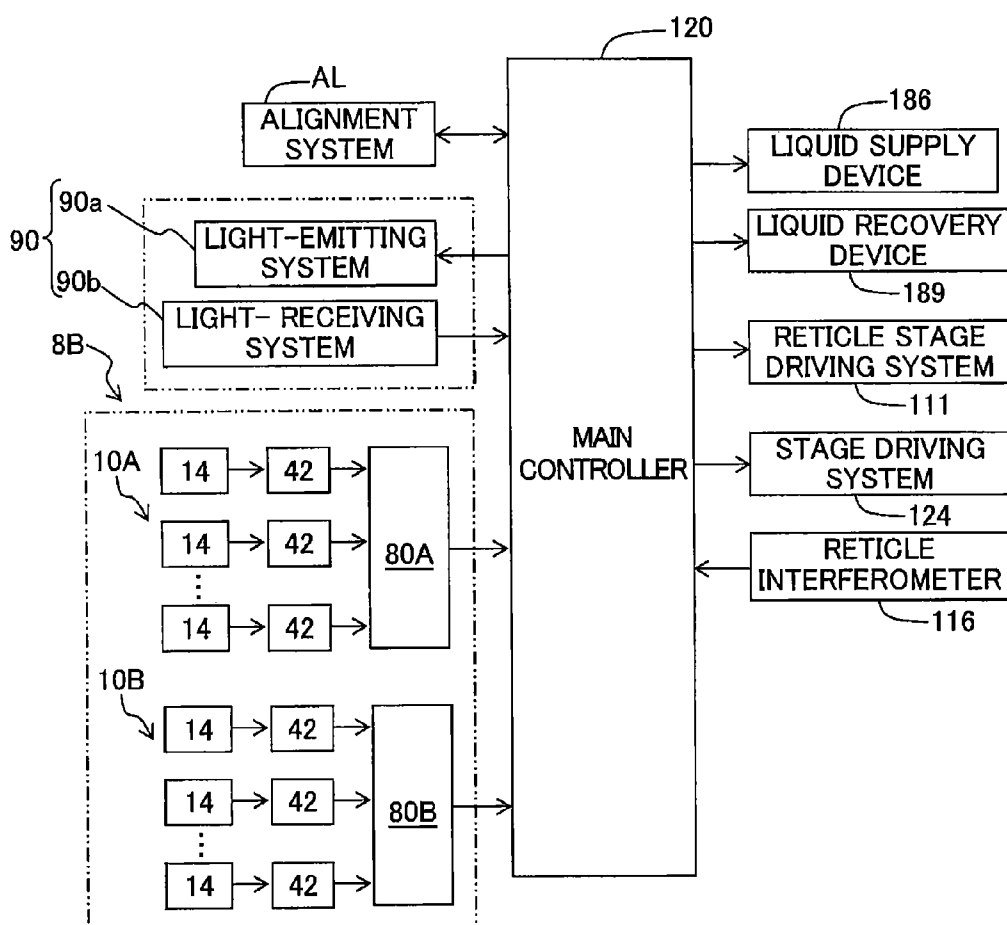 120
AL
ALIGNMENT
SYSTEM
186
LIQUID SUPPLY
DEVICE
90
90a
LIGHT-EMITTING
SYSTEM
LIQUID RECOVERY
DEVICE
189
90b
LIGHT- RECEIVING
SYSTEM
RETICLE STAGE
DRIVING SYSTEM
111
8B
MAIN
CONTROLLER
STAGE DRIVING
SYSTEM
124
RETICLE
INTERFEROMETER
116
10A
14 42
14 42
14 42
80A
10B
14 42
14 42
14 42
80B